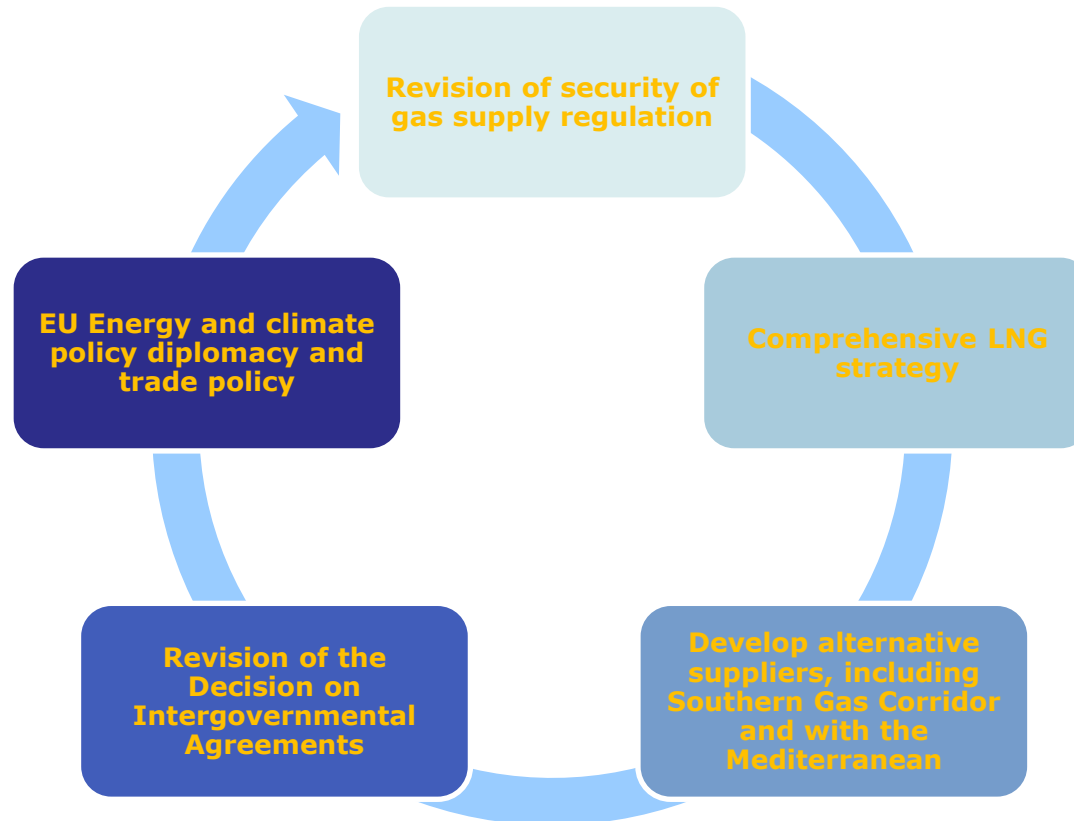 Revision of security of
gas supply regulation
Comprehensive LNG
strategy
Develop alternative
suppliers, including
Southern Gas Corridor
and with the
Mediterranean
Revision of the
Decision on
Intergovernmental
Agreements
EU Energy and climate
policy diplomacy and
trade policy